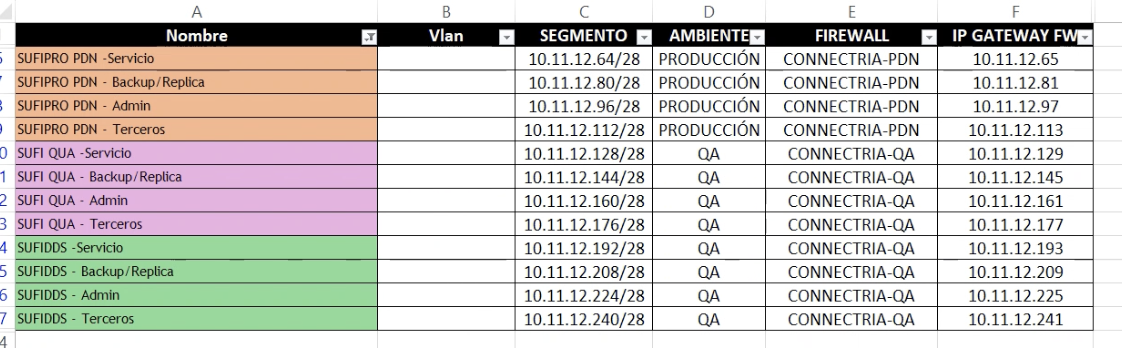 A B C D E F
Nombre Vlan SEGMENTO AMBIENTE FIREWALL IP GATEWAY FW
SUFIPRO PDN -Servicio 10.11.12.64/28 PRODUCCIÓN CONNECTRIA-PDN 10.11.12.65
SUFIPRO PDN - Backup/Replica 10.11.12.80/28 PRODUCCIÓN CONNECTRIA-PDN 10.11.12.81
SUFIPRO PDN - Admin 10.11.12.96/28 PRODUCCIÓN CONNECTRIA-PDN 10.11.12.97
SUFIPRO PDN - Terceros 10.11.12.112/28 PRODUCCIÓN CONNECTRIA-PDN 10.11.12.113
SUFI QUA -Servicio 10.11.12.128/28 QA CONNECTRIA-QA 10.11.12.129
SUFI QUA - Backup/Replica 10.11.12.144/28 QA CONNECTRIA-QA 10.11.12.145
SUFI QUA - Admin 10.11.12.160/28 QA CONNECTRIA-QA 10.11.12.161
SUFI QUA - Terceros 10.11.12.176/28 QA CONNECTRIA-QA 10.11.12.177
SUFIDDS -Servicio 10.11.12.192/28 QA CONNECTRIA-QA 10.11.12.193
SUFIDDS - Backup/Replica 10.11.12.208/28 QA CONNECTRIA-QA 10.11.12.209
SUFIDDS - Admin 10.11.12.224/28 QA CONNECTRIA-QA 10.11.12.225
SUFIDDS - Terceros 10.11.12.240/28 QA CONNECTRIA-QA 10.11.12.241